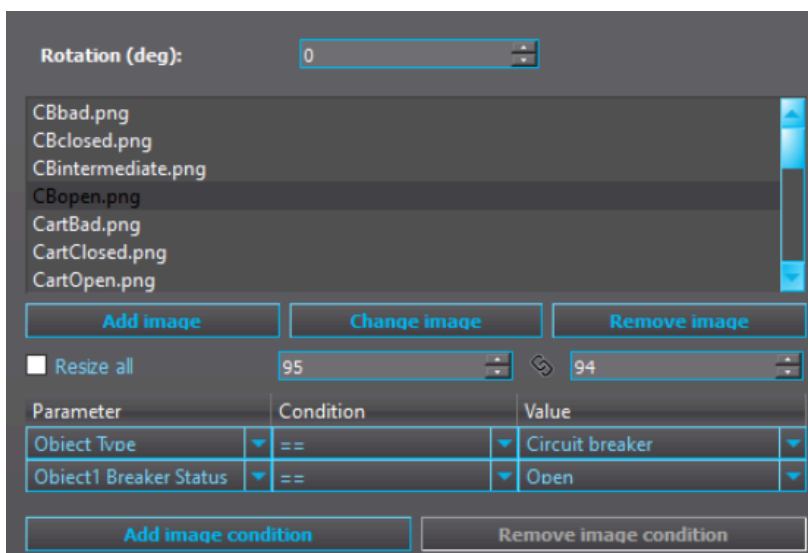 Rotation (deg): 0
CBbad.png
CBclosed.png
CBintermediate.png
CBopen.png
CartBad.png
CartClosed.png
CartOpen.png
Add image Change image Remove image
Resize all 95 94
Parameter Condition Value
Object Type == Circuit breaker
Object1 Breaker Status == Open
Add image condition Remove image condition